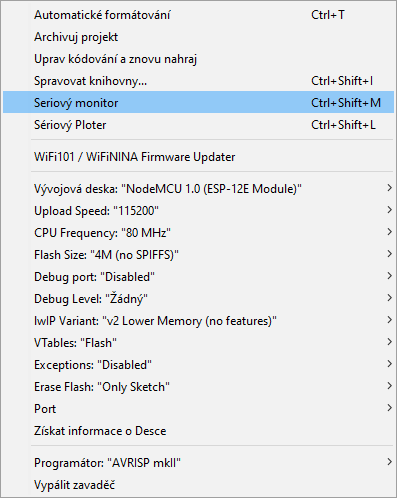 Automatické formátování Ctrl+T
Archivuj projekt
Uprav kódování a znovu nahraj
Spravovat knihovny... Ctrl+Shift+I
Seriový monitor Ctrl+Shift+M
Sériový Ploter Ctrl+Shift+L
WiFi101 / WiFiNINA Firmware Updater
Vývojová deska: "NodeMCU 1.0 (ESP-12E Module)"
Upload Speed: "115200"
CPU Frequency: "80 MHz"
Flash Size: "4M (no SPIFFS)"
Debug port: "Disabled"
Debug Level: "Žádný"
IwIP Variant: "v2 Lower Memory (no features)"
VTables: "Flash"
Exceptions: "Disabled"
Erase Flash: "Only Sketch"
Port
Získat informace o Desce
Programátor: "AVRISP mkII"
Vypálit zavaděč